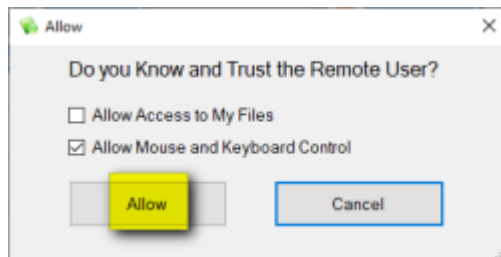 Allow
Do you Know and Trust the Remote User?
Allow Access to My Files
Allow Mouse and Keyboard Control
Allow
Cancel